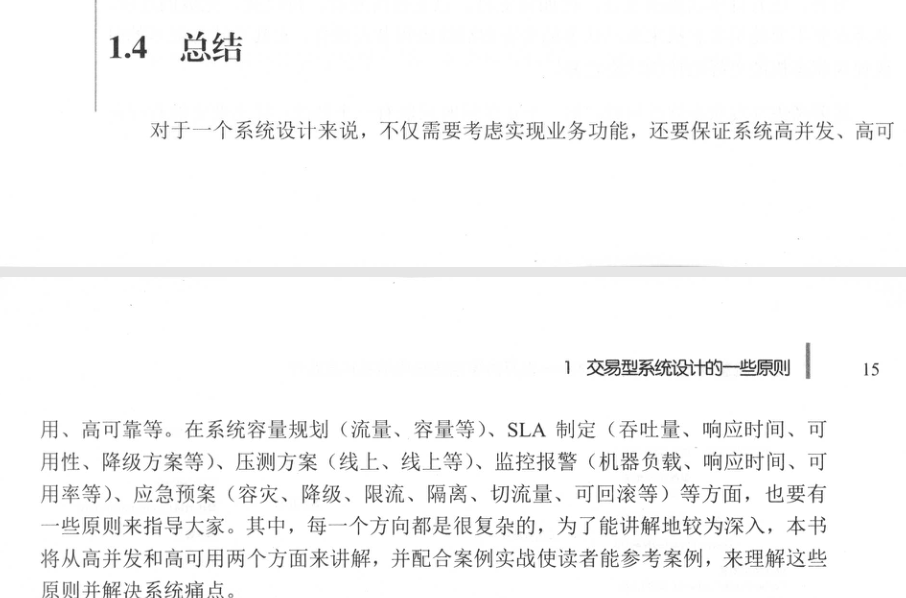 1.4 总结
对于一个系统设计来说，不仅需要考虑实现业务功能，还要保证系统高并发、高可
1 交易型系统设计的一些原则 15
用、高可靠等。在系统容量规划（流量、容量等）、SLA 制定（吞吐量、响应时间、可
用性、降级方案等）、压测方案（线上、线上等）、监控报警（机器负载、响应时间、可
用率等）、应急预案（容灾、降级、限流、隔离、切流量、可回滚等）等方面，也要有
一些原则来指导大家。其中，每一个方向都是很复杂的，为了能讲解地较为深入，本书
将从高并发和高可用两个方面来讲解，并配合案例实战使读者能参考案例，来理解这些
原则并解决系统痛点。